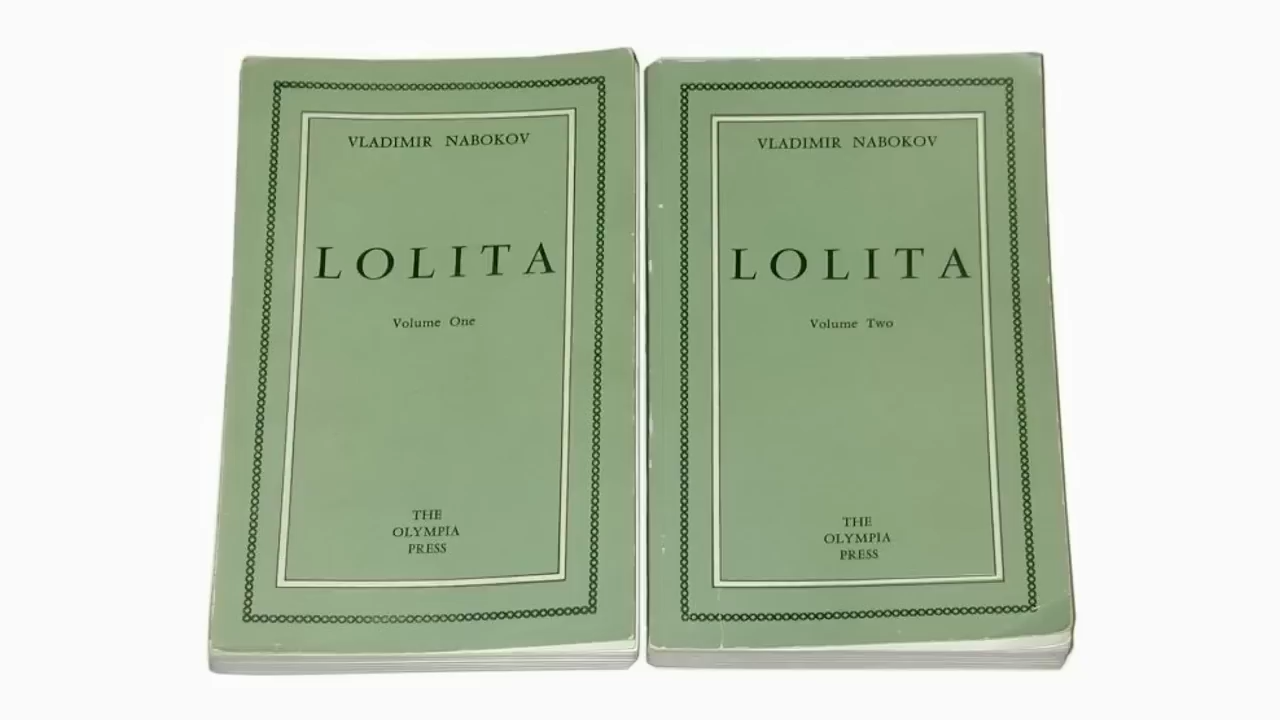 VLADIMIR NABOKOV
LOLITA
Volume One
THE
OLYMPIA
PRESS
VLADIMIR NABOKOV
LOLITA
Volume Two
THE
OLYMPIA
PRESS